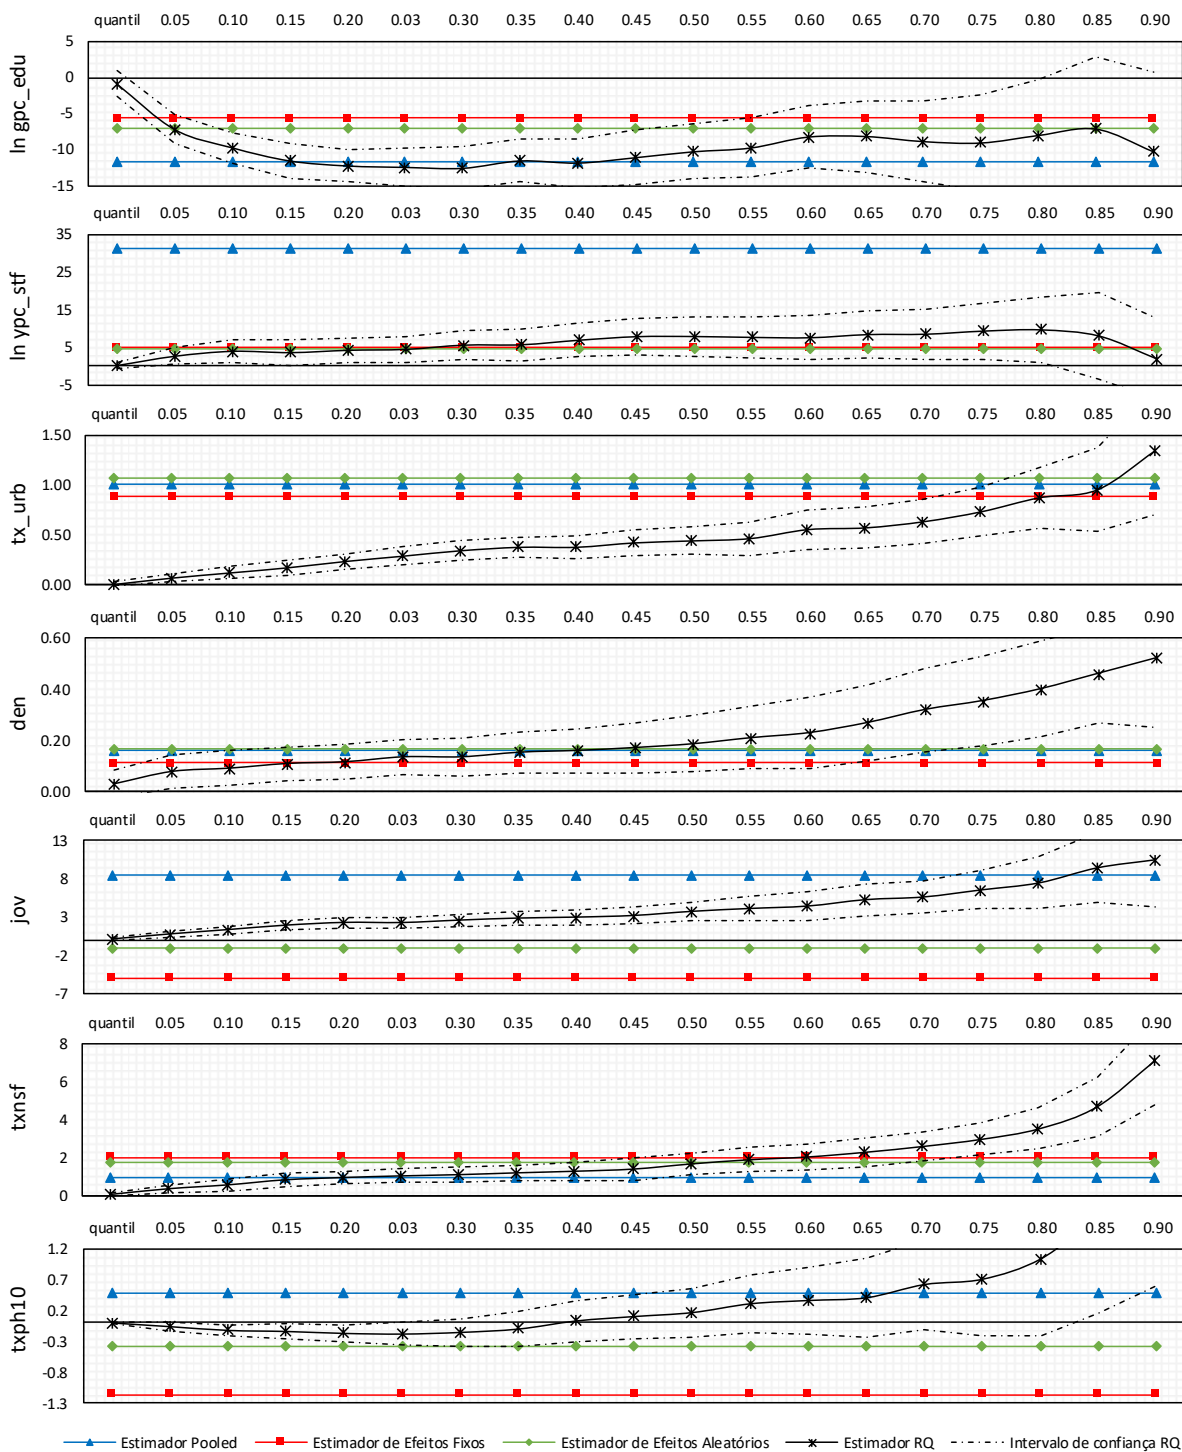 quantil 0.05 0.10 0.15 0.20 0.03 0.30 0.35 0.40 0.45 0.50 0.55 0.60 0.65 0.70 0.75 0.80 0.85 0.90
ln gpc_edu
5
0
-5
-10
-15
quantil 0.05 0.10 0.15 0.20 0.03 0.30 0.35 0.40 0.45 0.50 0.55 0.60 0.65 0.70 0.75 0.80 0.85 0.90
ln ypc_stf
35
25
15
5
-5
quantil 0.05 0.10 0.15 0.20 0.03 0.30 0.35 0.40 0.45 0.50 0.55 0.60 0.65 0.70 0.75 0.80 0.85 0.90
tx_urb
1.50
1.00
0.50
0.00
quantil 0.05 0.10 0.15 0.20 0.03 0.30 0.35 0.40 0.45 0.50 0.55 0.60 0.65 0.70 0.75 0.80 0.85 0.90
den
0.60
0.40
0.20
0.00
quantil 0.05 0.10 0.15 0.20 0.03 0.30 0.35 0.40 0.45 0.50 0.55 0.60 0.65 0.70 0.75 0.80 0.85 0.90
jov
13
8
3
-2
-7
quantil 0.05 0.10 0.15 0.20 0.03 0.30 0.35 0.40 0.45 0.50 0.55 0.60 0.65 0.70 0.75 0.80 0.85 0.90
txnsf
8
6
4
2
0
quantil 0.05 0.10 0.15 0.20 0.03 0.30 0.35 0.40 0.45 0.50 0.55 0.60 0.65 0.70 0.75 0.80 0.85 0.90
txph10
1.2
0.7
0.2
-0.3
-0.8
-1.3
Estimador Pooled Estimador de Efeitos Fixos Estimador de Efeitos Aleatórios Estimador RQ Intervalo de confiança RQ